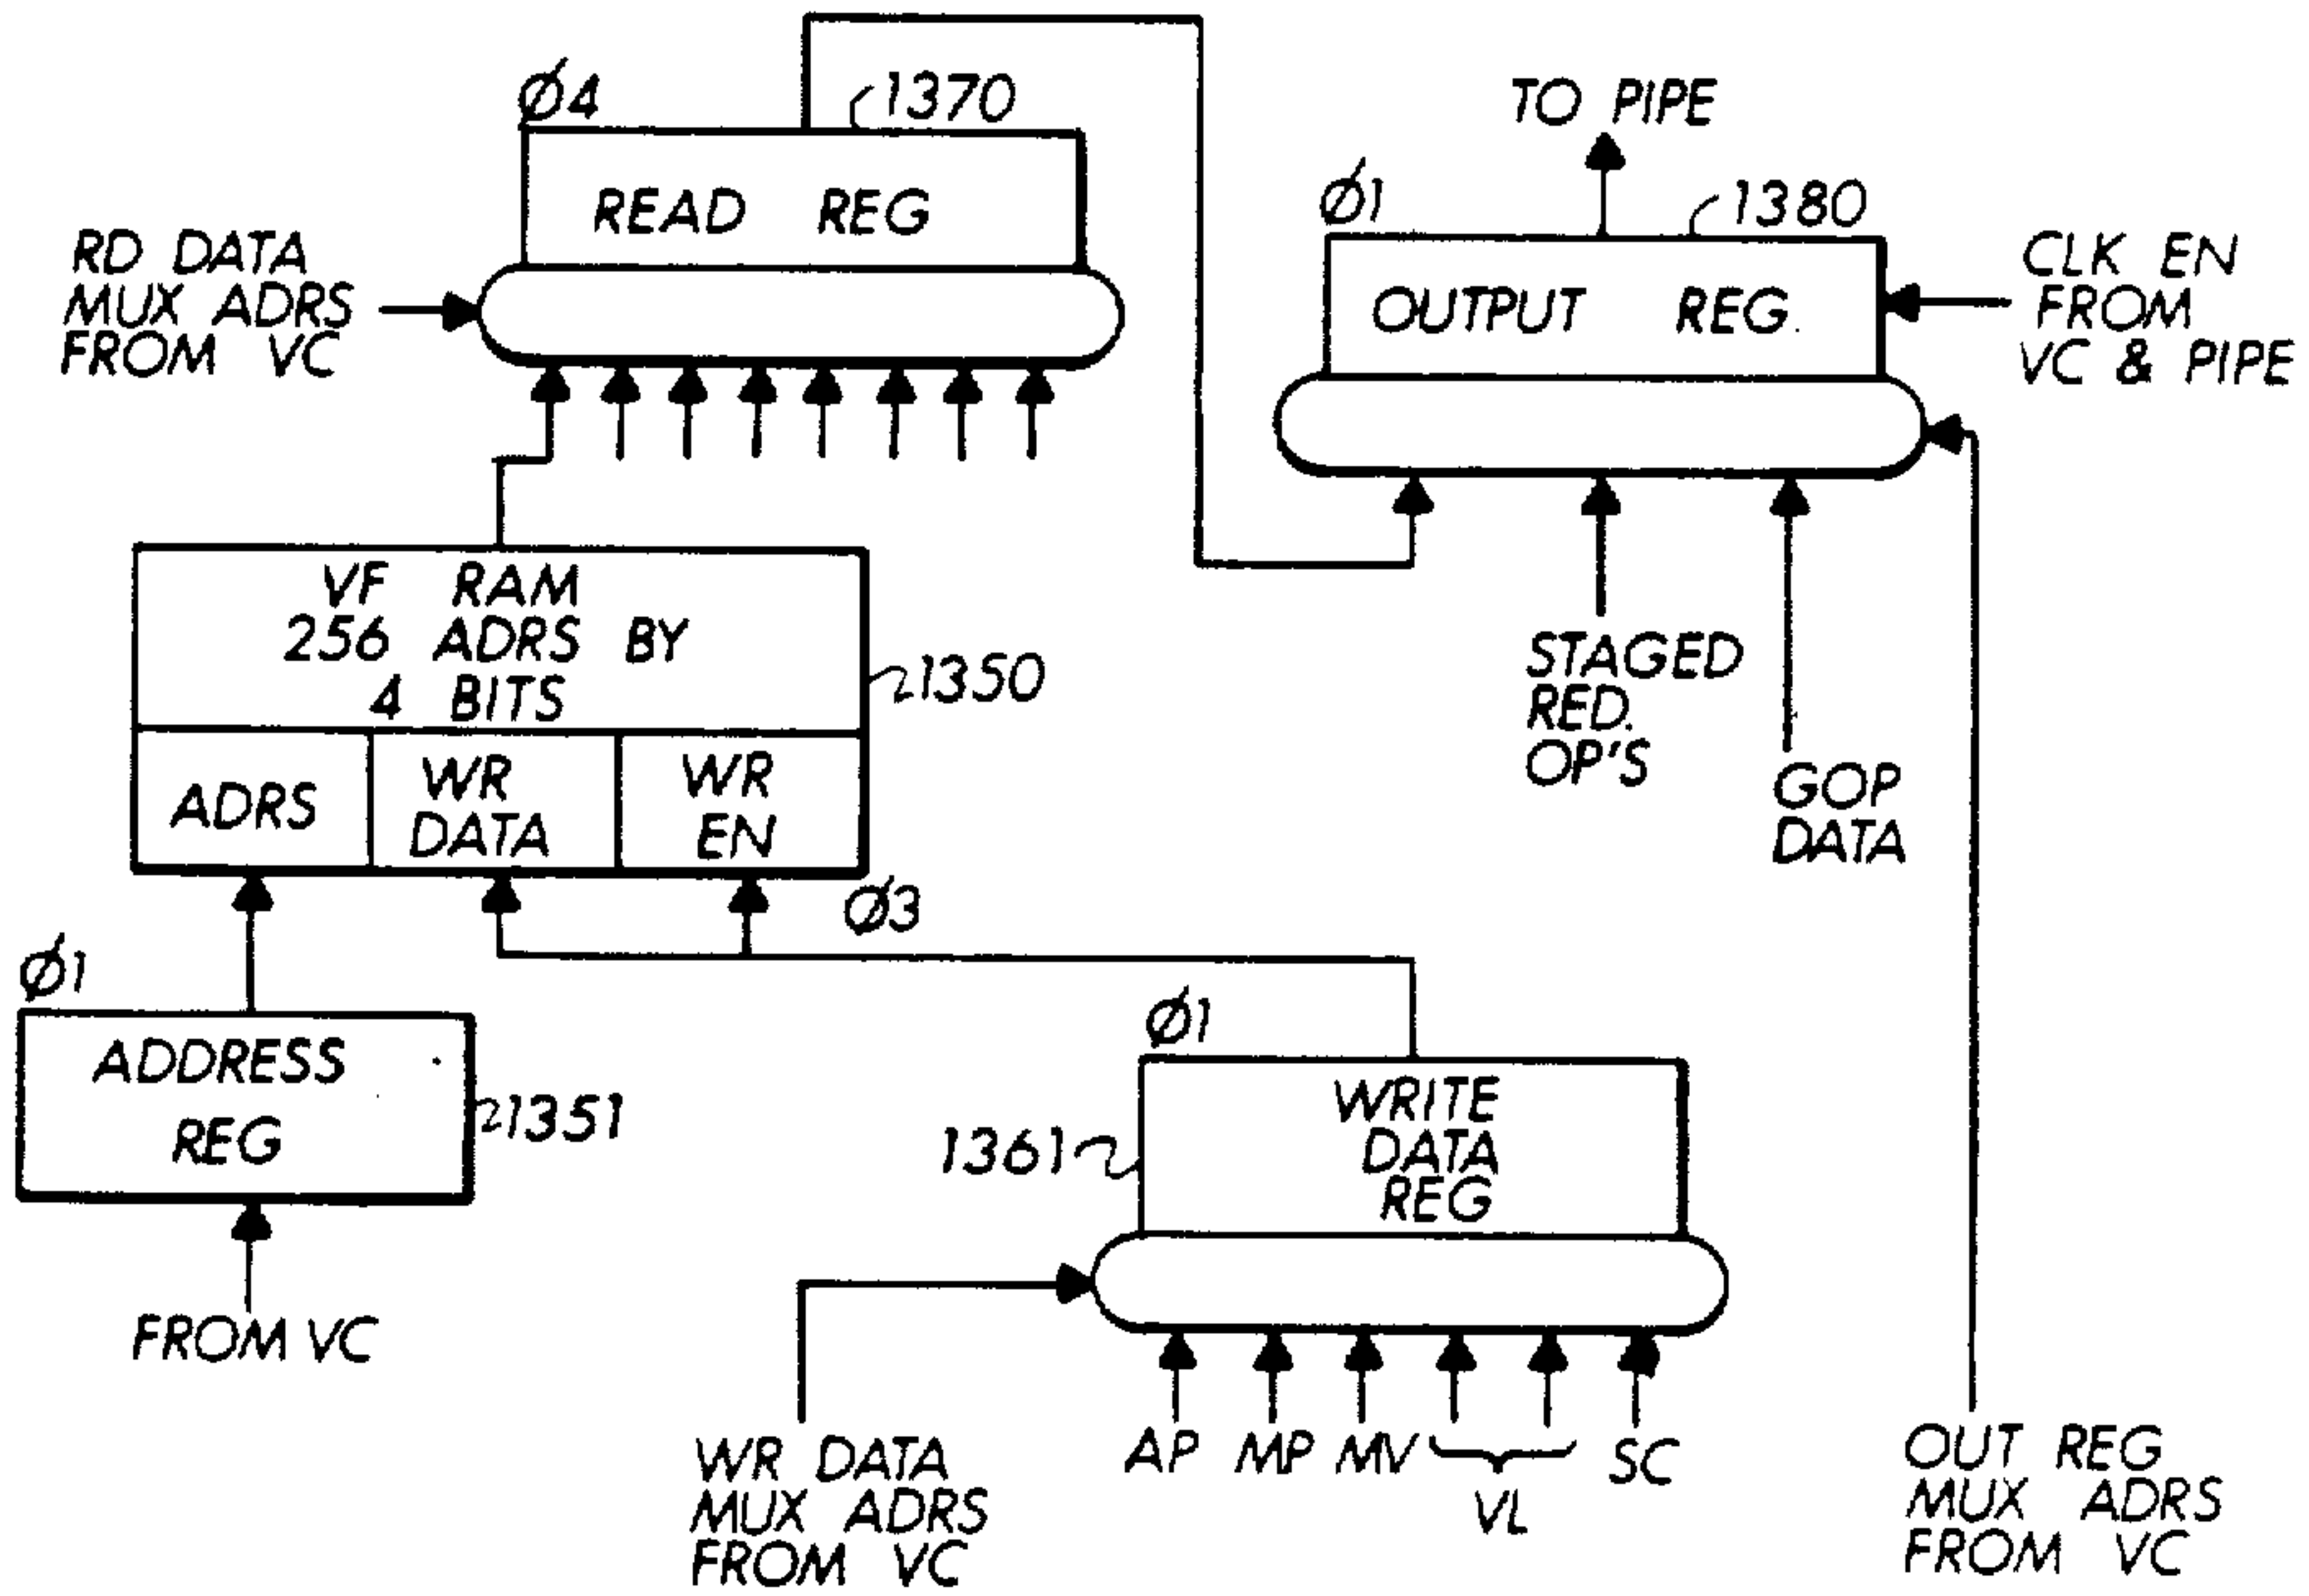 Ø4
1370
READ REG
RD DATA
MUX ADRS
FROM VC
TO PIPE
Ø1
1380
OUTPUT REG.
CLK EN
FROM
VC & PIPE
VF RAM
256 ADRS BY
4 BITS
1350
ADRS
WR
DATA
WR
EN
Ø3
STAGED
RED.
OP'S
GOP
DATA
Ø1
ADDRESS
REG
1351
FROM VC
Ø1
WRITE
DATA
REG
1361
WR DATA
MUX ADRS
FROM VC
AP MP MV
VL
SC
OUT REG
MUX ADRS
FROM VC